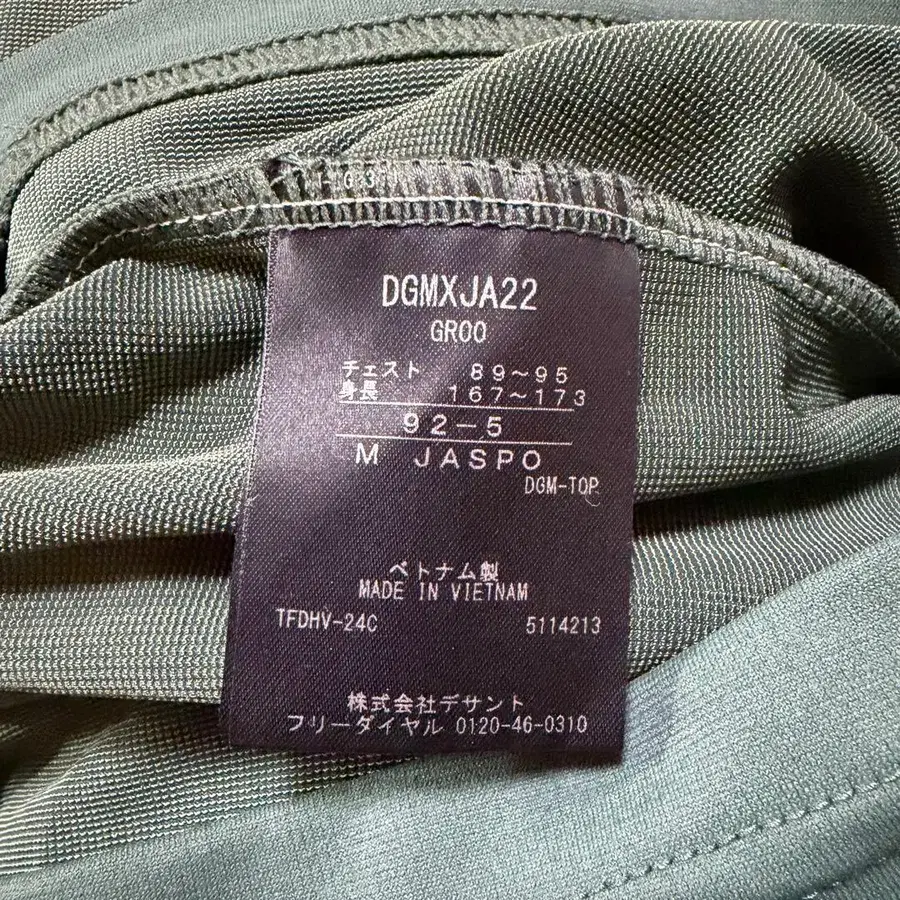 DGMXJA22
GR00
チェスト 89～95
身長 167～173
92-5
M JASPO
DGM-TOP
ベトナム製
MADE IN VIETNAM
TFDHV-24C 5114213
株式会社デサント
フリーダイヤル 0120-46-0310